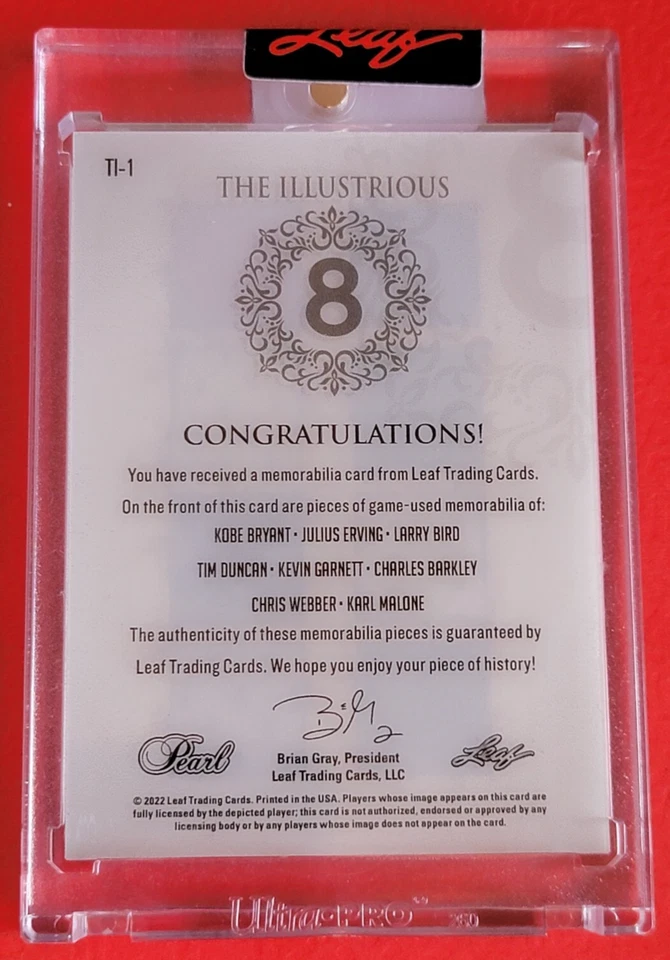 Leaf
TI-1
THE ILLUSTRIOUS
8
CONGRATULATIONS!
You have received a memorabilia card from Leaf Trading Cards.
On the front of this card are pieces of game-used memorabilia of:
KOBE BRYANT • JULIUS ERVING • LARRY BIRD
TIM DUNCAN • KEVIN GARNETT • CHARLES BARKLEY
CHRIS WEBBER • KARL MALONE
The authenticity of these memorabilia pieces is guaranteed by
Leaf Trading Cards. We hope you enjoy your piece of history!
Pearl
Brian Gray, President
Leaf Trading Cards, LLC
Leaf
© 2022 Leaf Trading Cards. Printed in the USA. Players whose image appears on this card are
fully licensed by the depicted player; this card is not authorized, endorsed or approved by any
licensing body or by any players whose image does not appear on the card.
Ultra•PRO